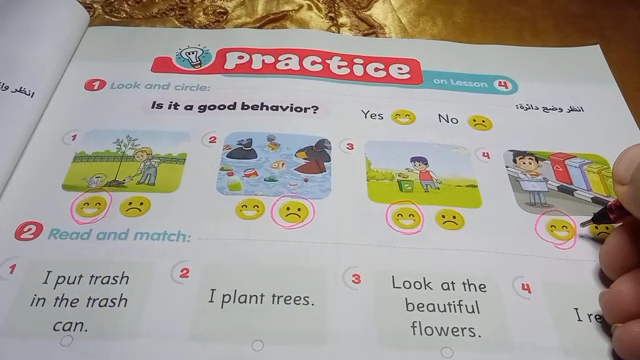 Practice
on Lesson 4
1 Look and circle:
انظر وضع دائرة:
Is it a good behavior?
Yes
No
1
2
3
4
2 Read and match:
1
I put trash
in the trash
can.
2
I plant trees.
3
Look at the
beautiful
flowers.
4
I re